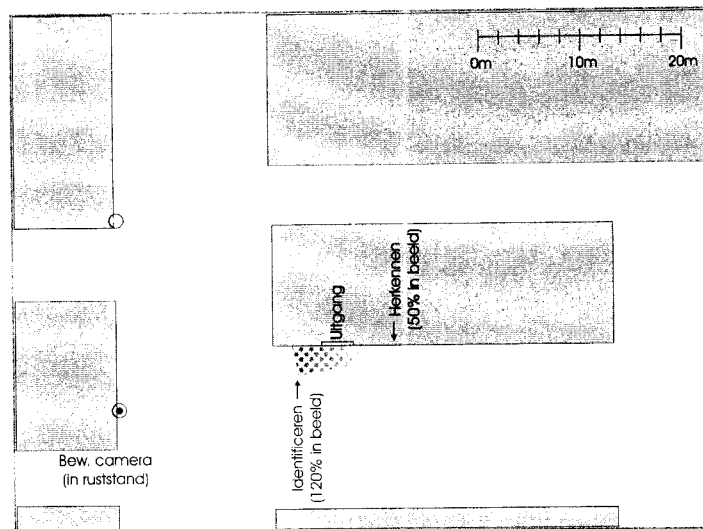 0m 10m 20m
Uitgang
Herkennen
(50% in beeld)
Identificeren
(120% in beeld)
Bew. camera
(in ruststand)